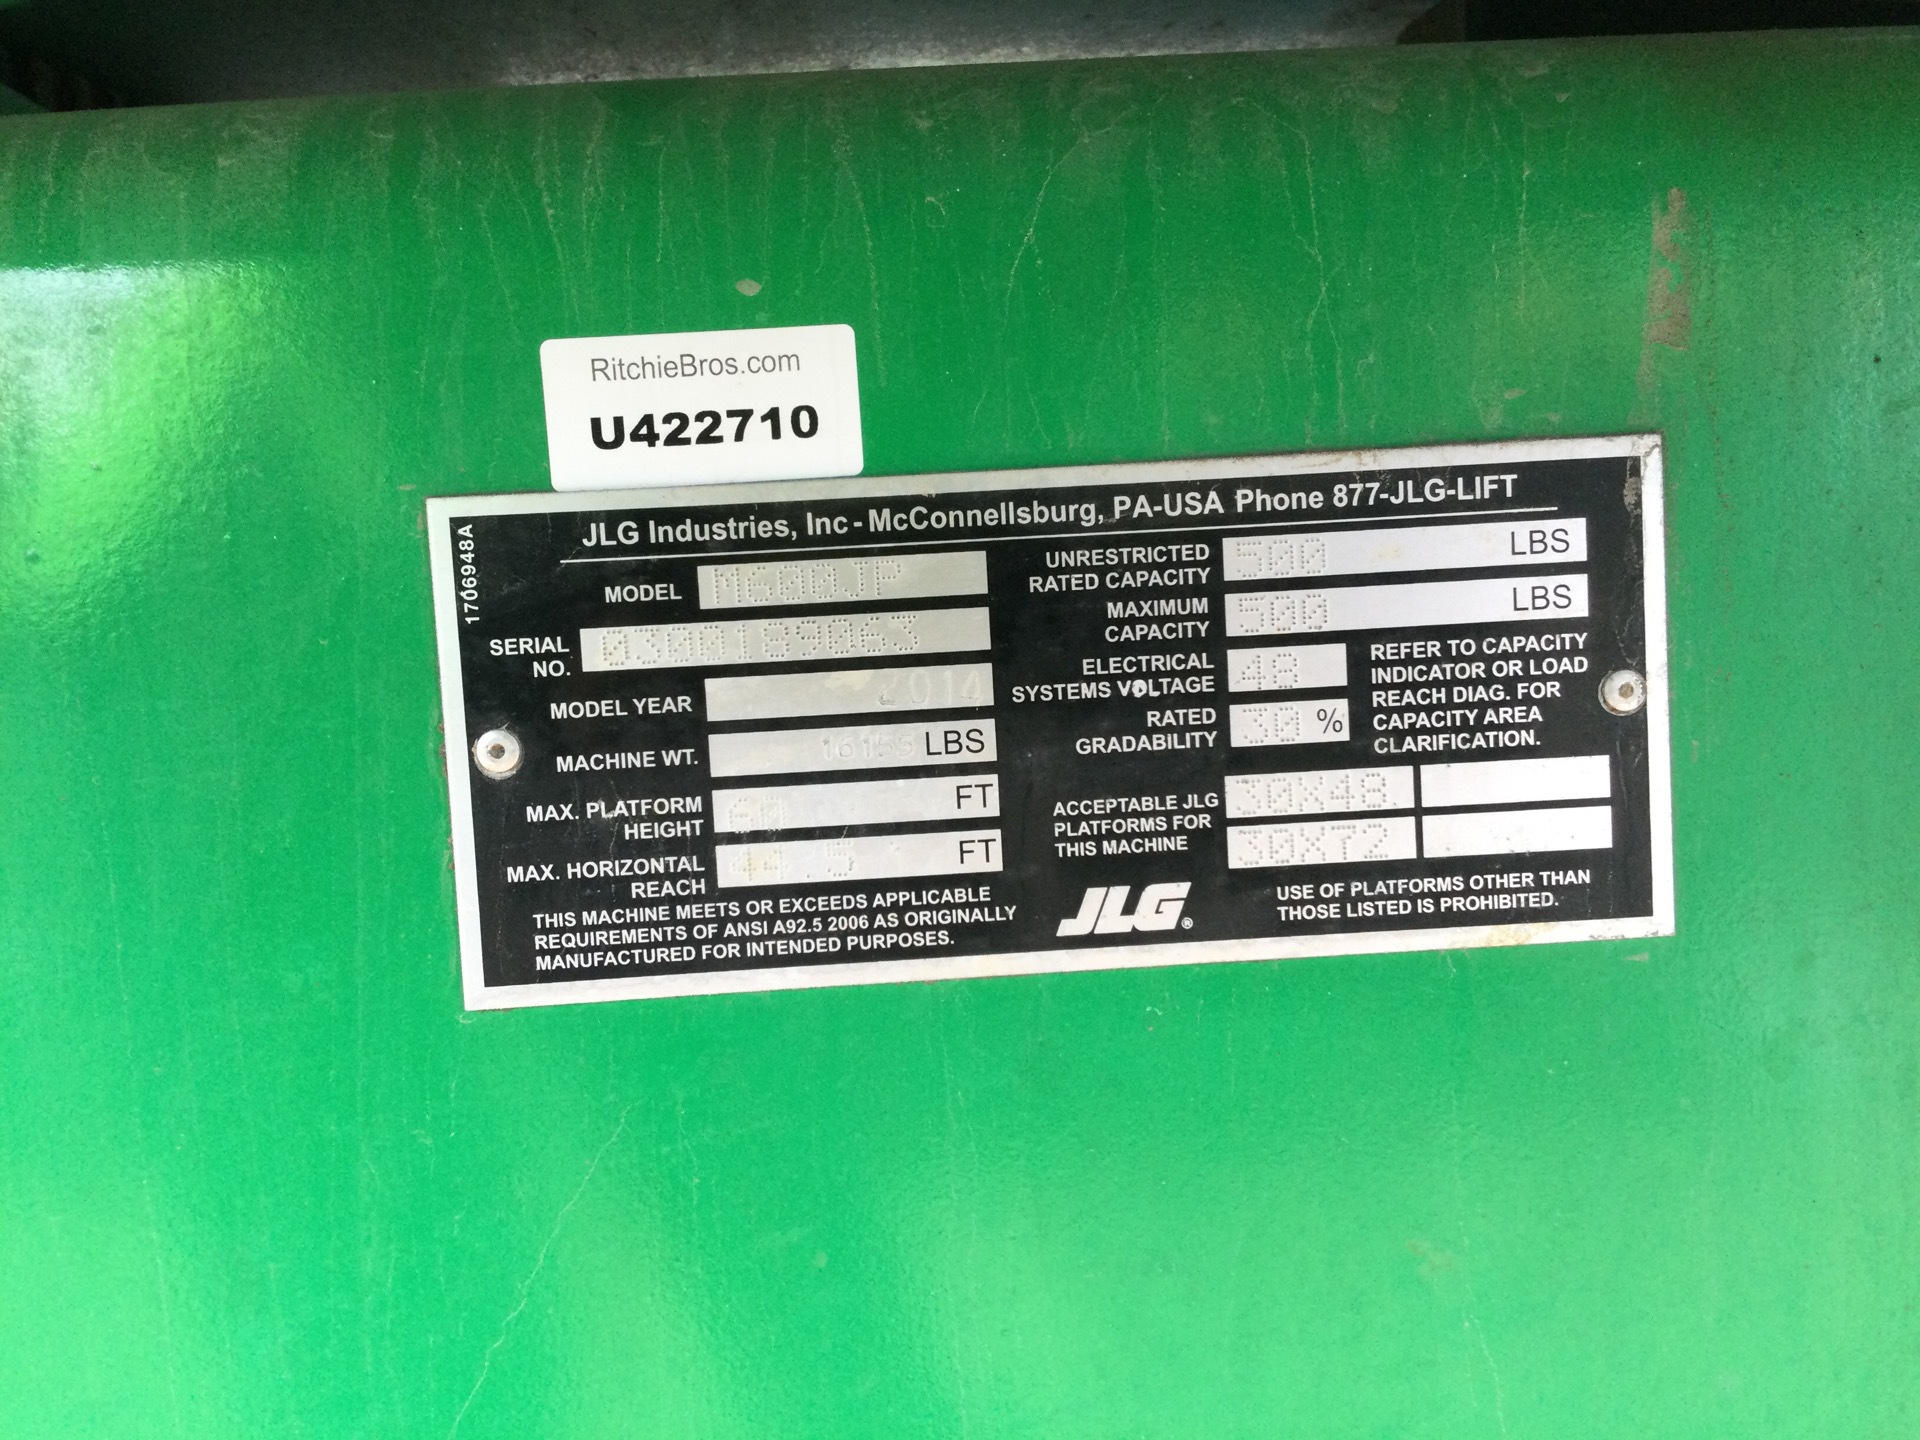 RitchieBros.com
U422710
1706948A
JLG Industries, Inc - McConnellsburg, PA-USA Phone 877-JLG-LIFT
MODEL M600JP
SERIAL NO. 0300189063
MODEL YEAR 2014
MACHINE WT. 16155 LBS
MAX. PLATFORM HEIGHT 60 FT
MAX. HORIZONTAL REACH 44.5 FT
THIS MACHINE MEETS OR EXCEEDS APPLICABLE
REQUIREMENTS OF ANSI A92.5 2006 AS ORIGINALLY
MANUFACTURED FOR INTENDED PURPOSES.
UNRESTRICTED RATED CAPACITY 500 LBS
MAXIMUM CAPACITY 500 LBS
ELECTRICAL SYSTEMS VOLTAGE 48
RATED GRADABILITY 30 %
REFER TO CAPACITY
INDICATOR OR LOAD
REACH DIAG. FOR
CAPACITY AREA
CLARIFICATION.
ACCEPTABLE JLG
PLATFORMS FOR
THIS MACHINE
30X48
30X72
JLG®
USE OF PLATFORMS OTHER THAN
THOSE LISTED IS PROHIBITED.